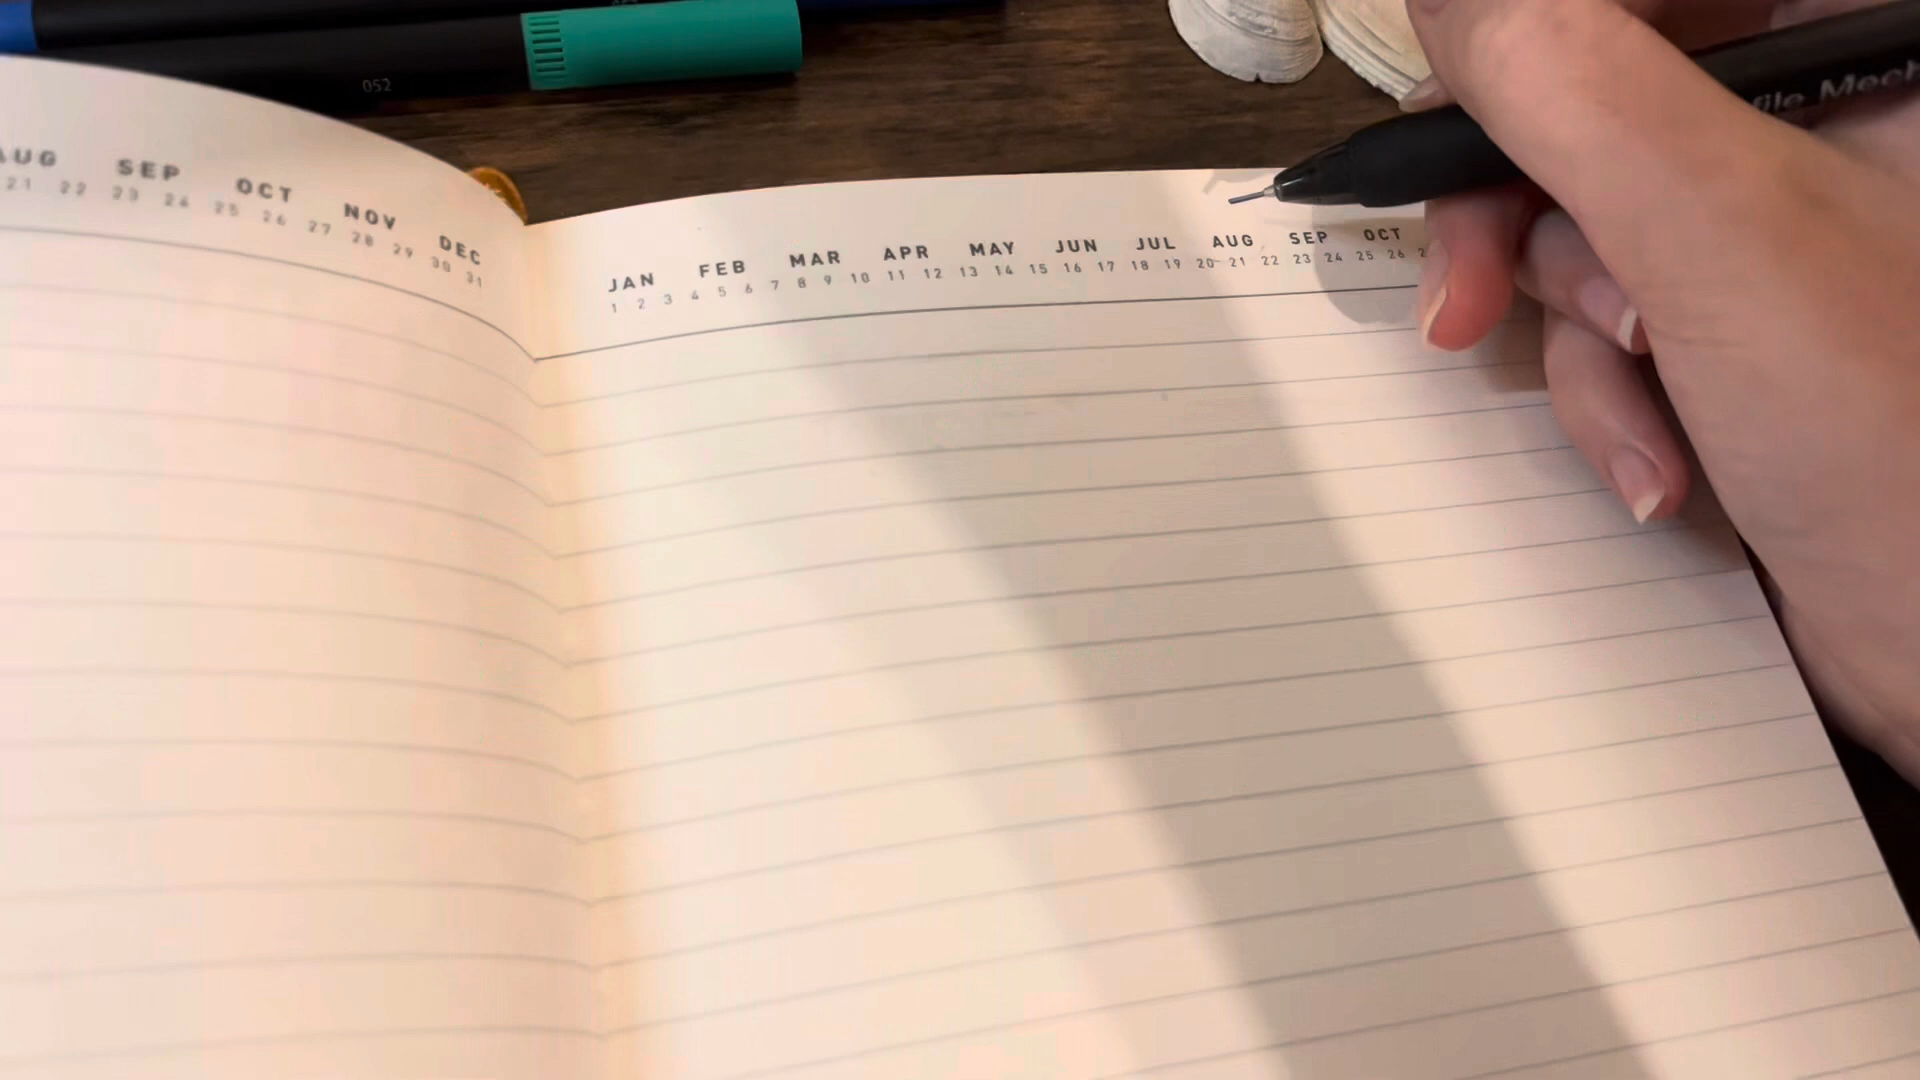 052
AUG SEP OCT NOV DEC
21 22 23 24 25 26 27 28 29 30 31
JAN FEB MAR APR MAY JUN JUL AUG SEP OCT
1 2 3 4 5 6 7 8 9 10 11 12 13 14 15 16 17 18 19 20 21 22 23 24 25 26